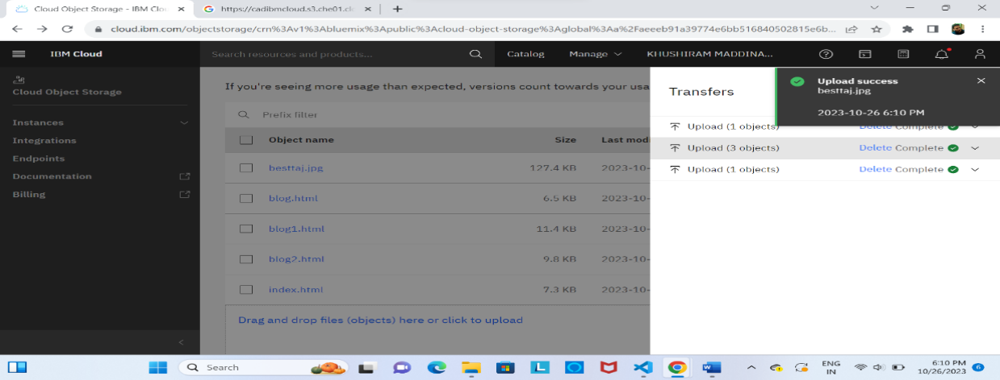 Cloud Object Storage - IBM Clou
https://cadibmcloud.s3.che01.clo
cloud.ibm.com/objectstorage/crn%3Av1%3Abluemix%3Apublic%3Acloud-object-storage%3Aglobal%3Aa%2Faeeeb91a39774e6bb516840502815e6b...
IBM Cloud
Search resources and products...
Catalog
Manage
KHUSHIRAM MADDINA...
Cloud Object Storage
Instances
Integrations
Endpoints
Documentation
Billing
If you're seeing more usage than expected, versions count towards your usa
Prefix filter
Object name Size Last mod
besttaj.jpg 127.4 KB 2023-10-
blog.html 6.5 KB 2023-10-
blog1.html 11.4 KB 2023-10-
blog2.html 9.8 KB 2023-10-
index.html 7.3 KB 2023-10-
Drag and drop files (objects) here or click to upload
Transfers
Upload success
besttaj.jpg
2023-10-26 6:10 PM
Upload (1 objects) Delete Complete
Upload (3 objects) Delete Complete
Upload (1 objects) Delete Complete
Search
ENG
IN
6:10 PM
10/26/2023
6